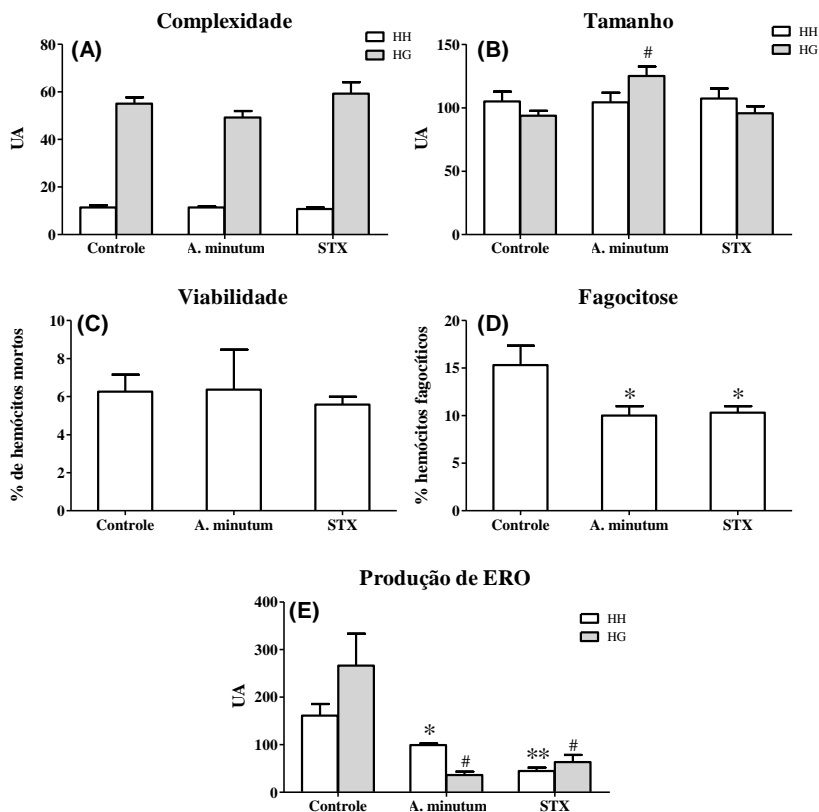 Complexidade
(A)
HH
HG
80
60
40
20
0
UA
Controle A. minutum STX
Tamanho
(B)
HH
HG
150
100
50
0
UA
#
Controle A. minutum STX
Viabilidade
(C)
10
8
6
4
2
0
% de hemócitos mortos
Controle A. minutum STX
Fagocitose
(D)
20
15
10
5
0
% hemócitos fagocíticos
* *
Controle A. minutum STX
Produção de ERO
(E)
HH
HG
400
300
200
100
0
UA
* # ** #
Controle A. minutum STX